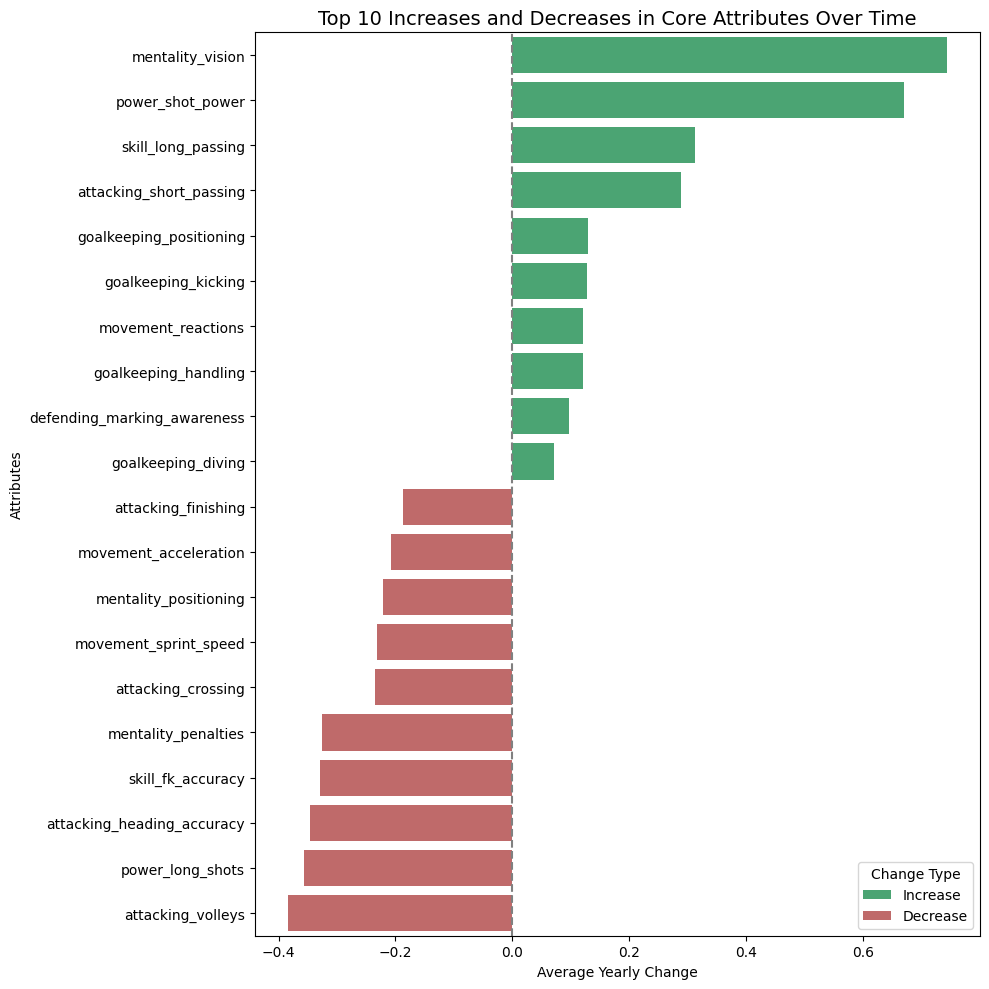 Top 10 Increases and Decreases in Core Attributes Over Time
mentality_vision
power_shot_power
skill_long_passing
attacking_short_passing
goalkeeping_positioning
goalkeeping_kicking
movement_reactions
goalkeeping_handling
defending_marking_awareness
goalkeeping_diving
attacking_finishing
movement_acceleration
mentality_positioning
movement_sprint_speed
attacking_crossing
mentality_penalties
skill_fk_accuracy
attacking_heading_accuracy
power_long_shots
attacking_volleys
Attributes
Change Type
Increase
Decrease
−0.4 −0.2 0.0 0.2 0.4 0.6
Average Yearly Change